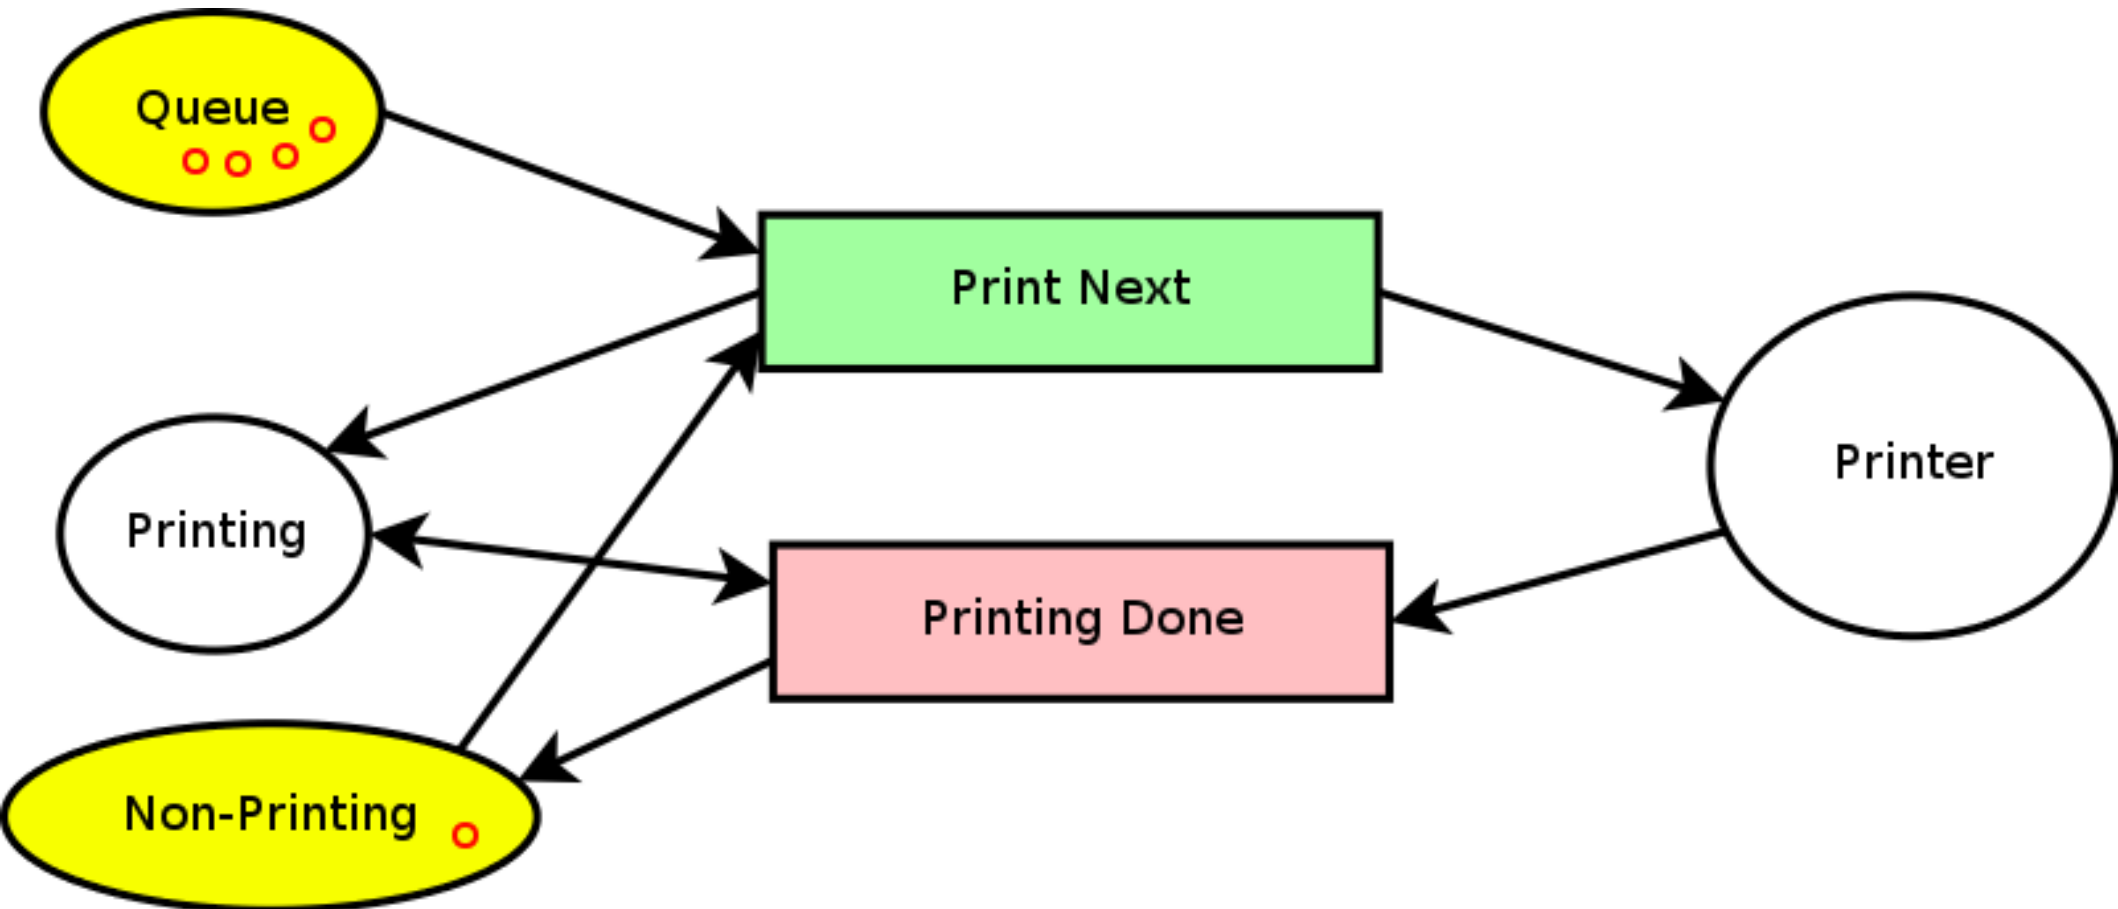 Queue
Print Next
Printer
Printing
Printing Done
Non-Printing